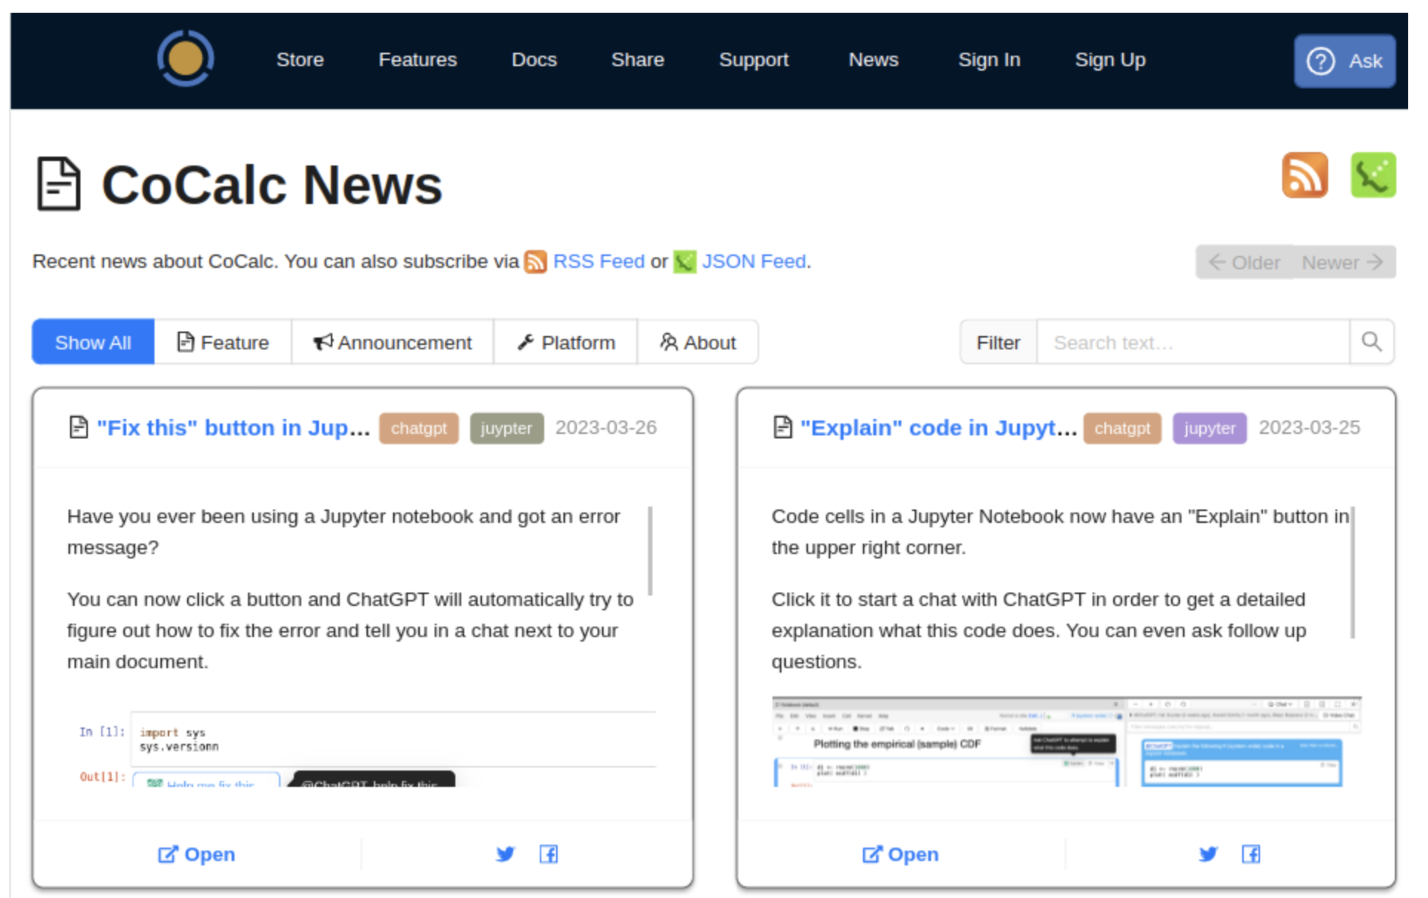 Store Features Docs Share Support News Sign In Sign Up Ask
CoCalc News
Recent news about CoCalc. You can also subscribe via RSS Feed or JSON Feed.
Older Newer
Show All Feature Announcement Platform About Filter Search text...
"Fix this" button in Jup... chatgpt juypter 2023-03-26
Have you ever been using a Jupyter notebook and got an error
message?
You can now click a button and ChatGPT will automatically try to
figure out how to fix the error and tell you in a chat next to your
main document.
In [1]: import sys
sys.versionn
Out[1]: Help me fix this... @ChatGPT, help fix this
Open
"Explain" code in Jupyt... chatgpt jupyter 2023-03-25
Code cells in a Jupyter Notebook now have an "Explain" button in
the upper right corner.
Click it to start a chat with ChatGPT in order to get a detailed
explanation what this code does. You can even ask follow up
questions.
Plotting the empirical (sample) CDF
Open